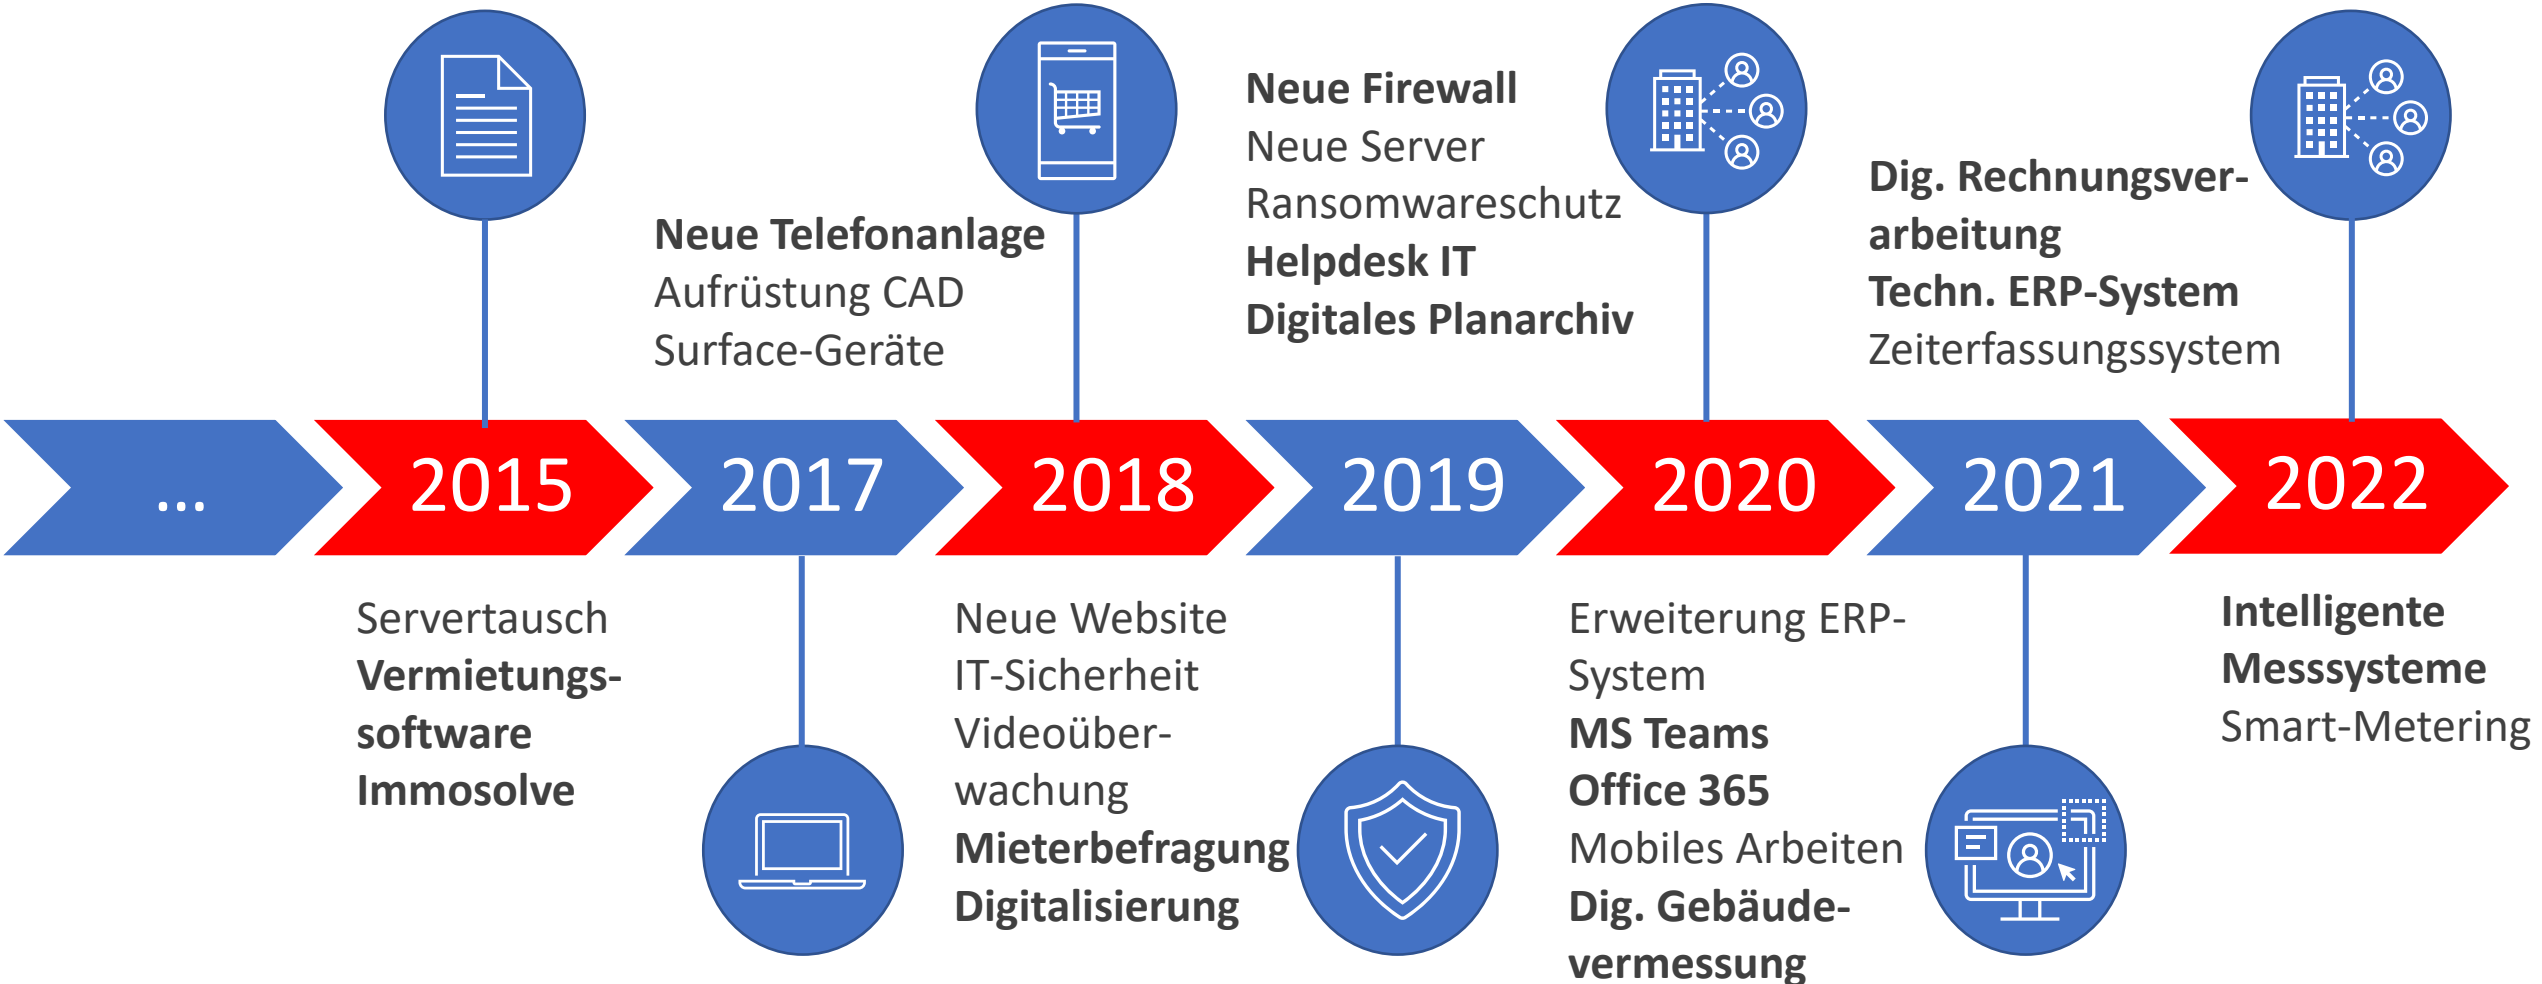 Neue Telefonanlage
Aufrüstung CAD
Surface-Geräte
Neue Firewall
Neue Server
Ransomwareschutz
Helpdesk IT
Digitales Planarchiv
Dig. Rechnungsver-
arbeitung
Techn. ERP-System
Zeiterfassungssystem
...
2015
2017
2018
2019
2020
2021
2022
Servertausch
Vermietungs-
software
Immosolve
Neue Website
IT-Sicherheit
Videoüber-
wachung
Mieterbefragung
Digitalisierung
Erweiterung ERP-
System
MS Teams
Office 365
Mobiles Arbeiten
Dig. Gebäude-
vermessung
Intelligente
Messsysteme
Smart-Metering